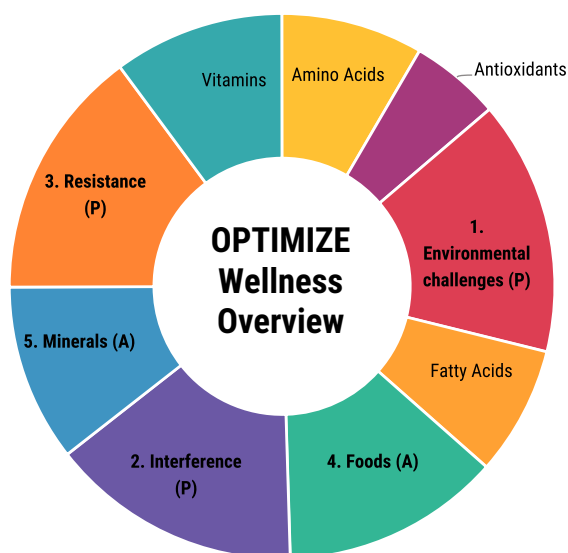 Vitamins
Amino Acids
Antioxidants
3. Resistance
(P)
1.
Environmental
challenges (P)
OPTIMIZE
Wellness
Overview
5. Minerals (A)
Fatty Acids
2. Interference
(P)
4. Foods (A)